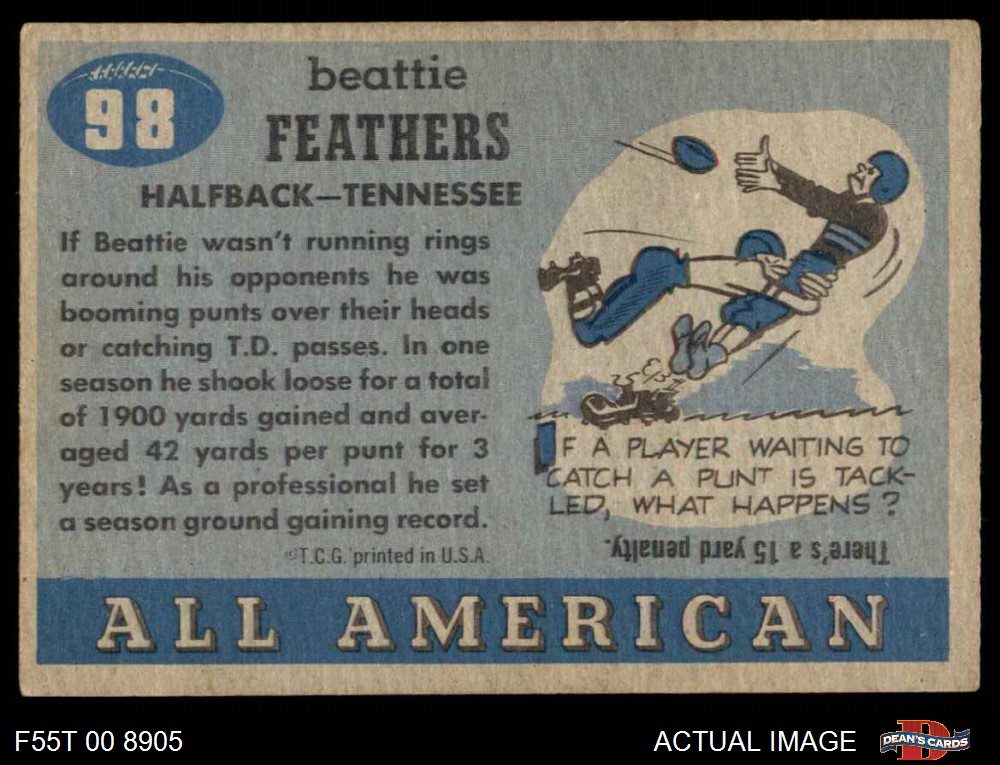 98
beattie
FEATHERS
HALFBACK—TENNESSEE
If Beattie wasn't running rings
around his opponents he was
booming punts over their heads
or catching T.D. passes. In one
season he shook loose for a total
of 1900 yards gained and aver-
aged 42 yards per punt for 3
years! As a professional he set
a season ground gaining record.
©T.C.G. printed in U.S.A.
IF A PLAYER WAITING TO
CATCH A PUNT IS TACK-
LED, WHAT HAPPENS?
There's a 15 yard penalty.
ALL AMERICAN
F55T 00 8905
ACTUAL IMAGE
DEAN'S CARDS